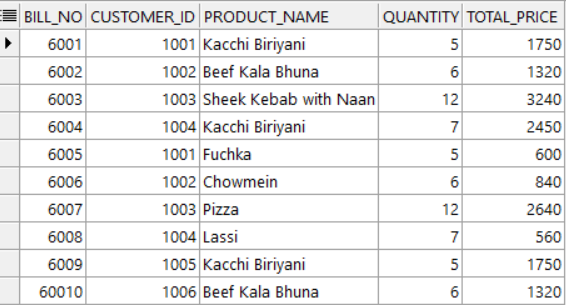 BILL_NO CUSTOMER_ID PRODUCT_NAME QUANTITY TOTAL_PRICE
6001 1001 Kacchi Biriyani 5 1750
6002 1002 Beef Kala Bhuna 6 1320
6003 1003 Sheek Kebab with Naan 12 3240
6004 1004 Kacchi Biriyani 7 2450
6005 1001 Fuchka 5 600
6006 1002 Chowmein 6 840
6007 1003 Pizza 12 2640
6008 1004 Lassi 7 560
6009 1005 Kacchi Biriyani 5 1750
60010 1006 Beef Kala Bhuna 6 1320